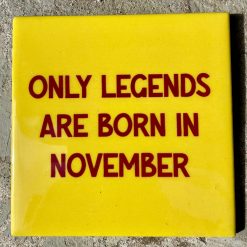 ONLY LEGENDS
ARE BORN IN
NOVEMBER